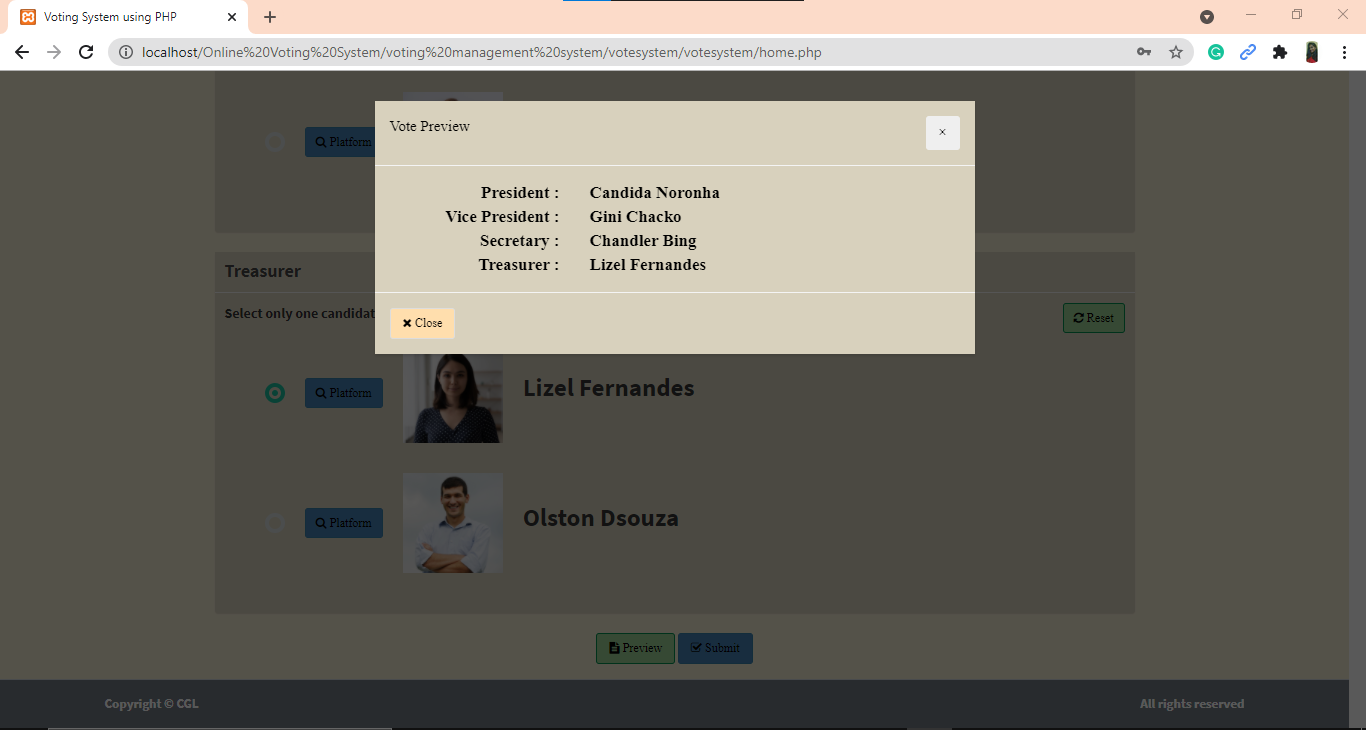 Voting System using PHP
localhost/Online%20Voting%20System/voting%20management%20system/votesystem/votesystem/home.php
Platform
Vote Preview ×
President : Candida Noronha
Vice President : Gini Chacko
Secretary : Chandler Bing
Treasurer : Lizel Fernandes
Close
Treasurer
Select only one candidat
Reset
Platform Lizel Fernandes
Platform Olston Dsouza
Preview Submit
Copyright © CGL All rights reserved